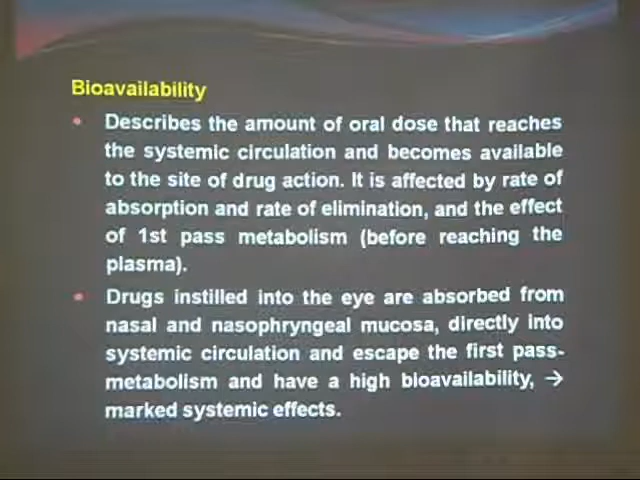 Bioavailability
• Describes the amount of oral dose that reaches
the systemic circulation and becomes available
to the site of drug action. It is affected by rate of
absorption and rate of elimination, and the effect
of 1st pass metabolism (before reaching the
plasma).
• Drugs instilled into the eye are absorbed from
nasal and nasophryngeal mucosa, directly into
systemic circulation and escape the first pass-
metabolism and have a high bioavailability, →
marked systemic effects.